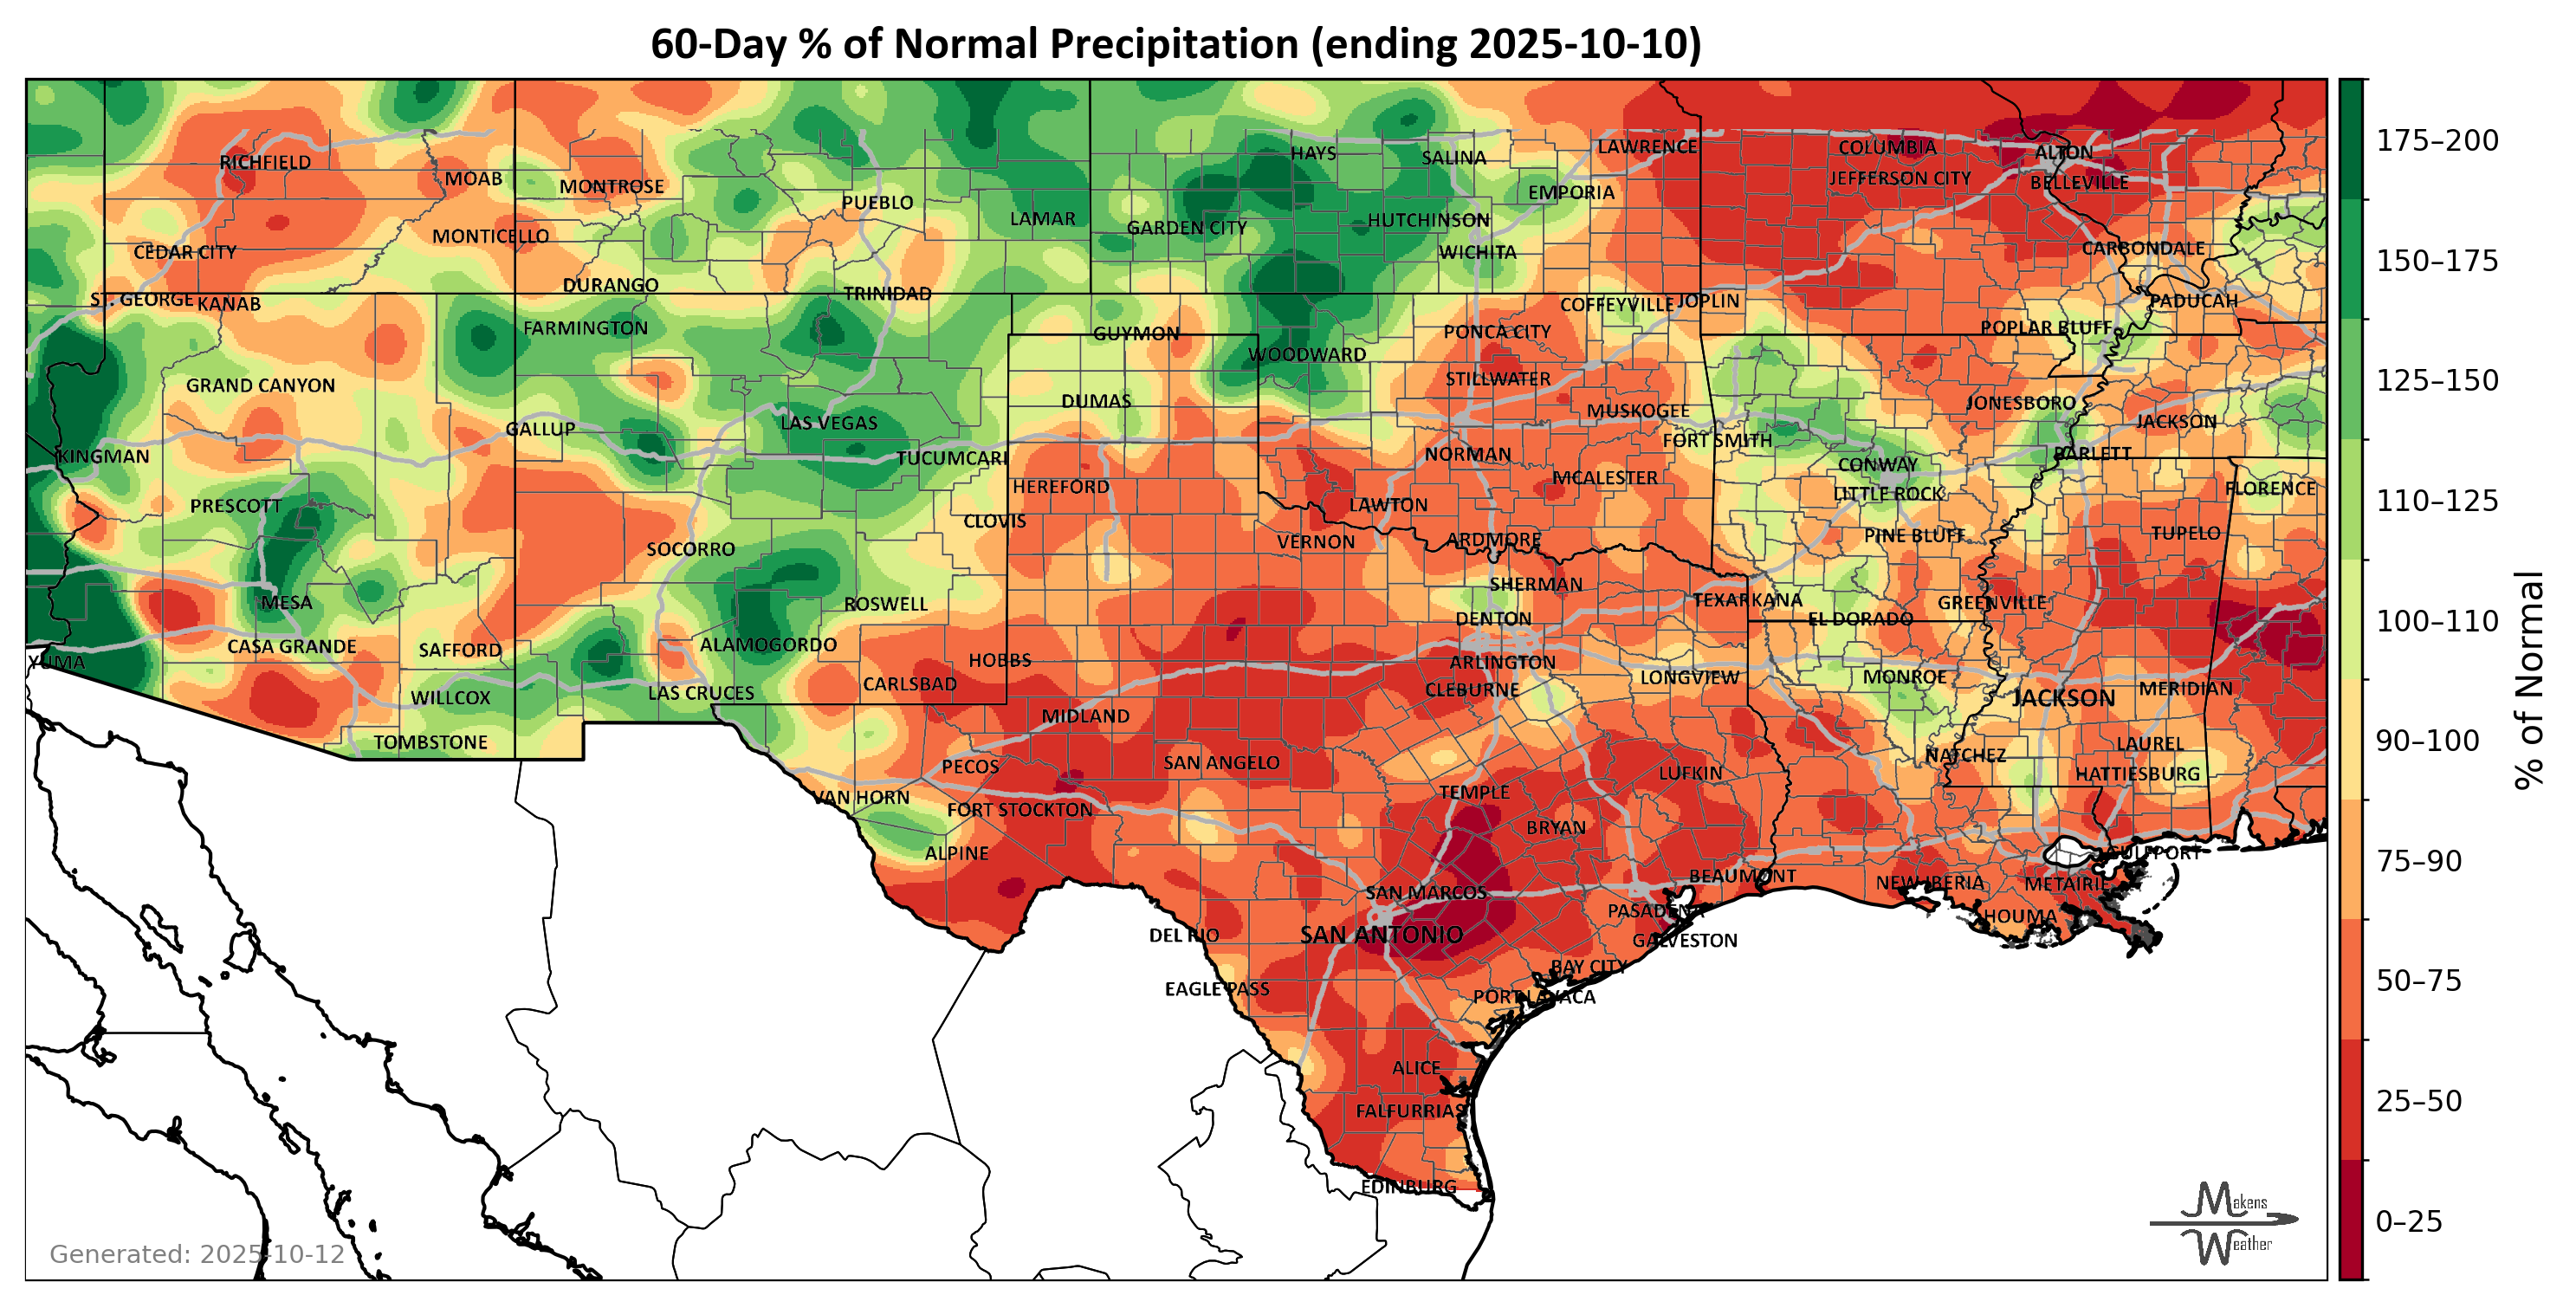 60-Day % of Normal Precipitation (ending 2025-10-10)
RICHFIELD
MOAB
MONTROSE
PUEBLO
LAMAR
HAYS
SALINA
LAWRENCE
EMPORIA
COLUMBIA
JEFFERSON CITY
ALTON
BELLEVILLE
GARDEN CITY
HUTCHINSON
WICHITA
CEDAR CITY
MONTICELLO
CARBONDALE
DURANGO
TRINIDAD
ST. GEORGE
KANAB
COFFEYVILLE
JOPLIN
PADUCAH
FARMINGTON
GUYMON
PONCA CITY
POPLAR BLUFF
WOODWARD
GRAND CANYON
STILLWATER
DUMAS
MUSKOGEE
JONESBORO
JACKSON
GALLUP
LAS VEGAS
FORT SMITH
KINGMAN
TUCUMCARI
NORMAN
CONWAY
BARLETT
HEREFORD
MCALESTER
LITTLE ROCK
FLORENCE
PRESCOTT
LAWTON
CLOVIS
VERNON
ARDMORE
PINE BLUFF
TUPELO
SOCORRO
SHERMAN
MESA
ROSWELL
TEXARKANA
GREENVILLE
DENTON
EL DORADO
CASA GRANDE
SAFFORD
ALAMOGORDO
YUMA
HOBBS
ARLINGTON
LONGVIEW
MONROE
WILLCOX
LAS CRUCES
CARLSBAD
CLEBURNE
JACKSON
MERIDIAN
MIDLAND
TOMBSTONE
LAUREL
NATCHEZ
PECOS
SAN ANGELO
LUFKIN
HATTIESBURG
VAN HORN
FORT STOCKTON
TEMPLE
BRYAN
ALPINE
GULFPORT
SAN MARCOS
BEAUMONT
NEW IBERIA
METAIRIE
PASADENA
HOUMA
DEL RIO
SAN ANTONIO
GALVESTON
BAY CITY
EAGLE PASS
PORT LAVACA
ALICE
FALFURRIAS
EDINBURG
175–200
150–175
125–150
110–125
100–110
90–100
75–90
50–75
25–50
0–25
% of Normal
Generated: 2025-10-12
Makens
Weather